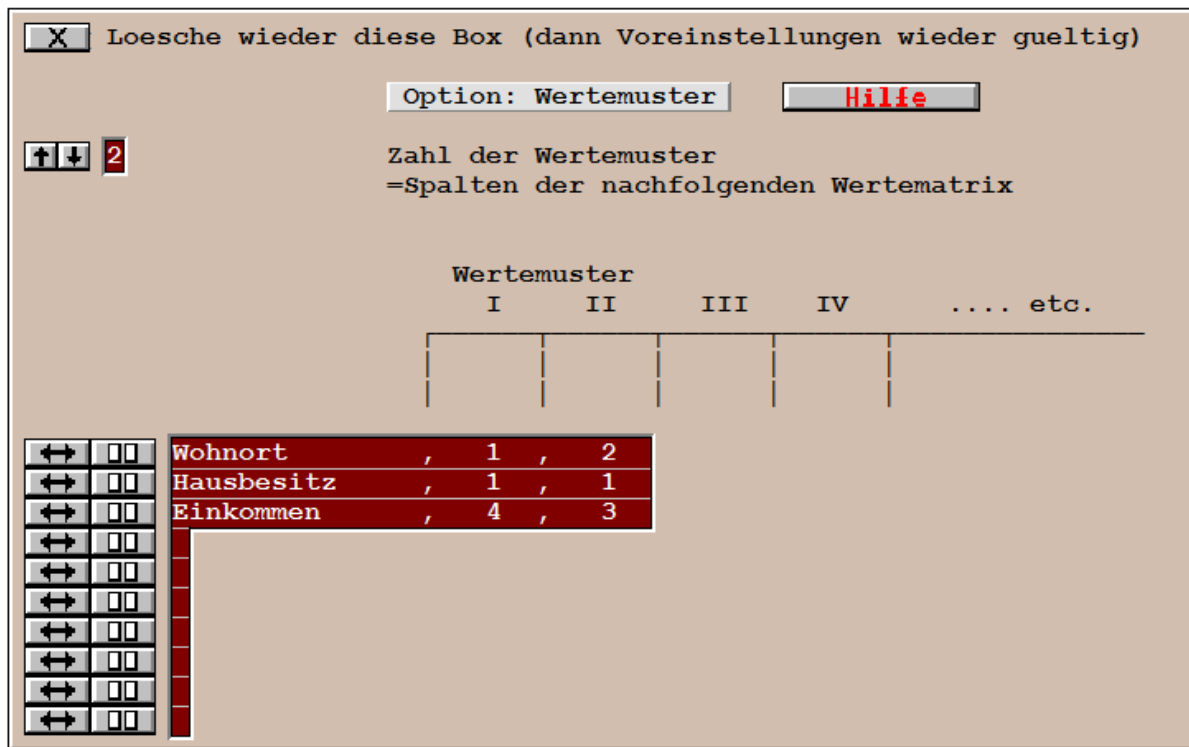 X Loesche wieder diese Box (dann Voreinstellungen wieder gueltig)
Option: Wertemuster Hilfe
2 Zahl der Wertemuster
=Spalten der nachfolgenden Wertematrix
Wertemuster
I II III IV .... etc.
Wohnort , 1 , 2
Hausbesitz , 1 , 1
Einkommen , 4 , 3